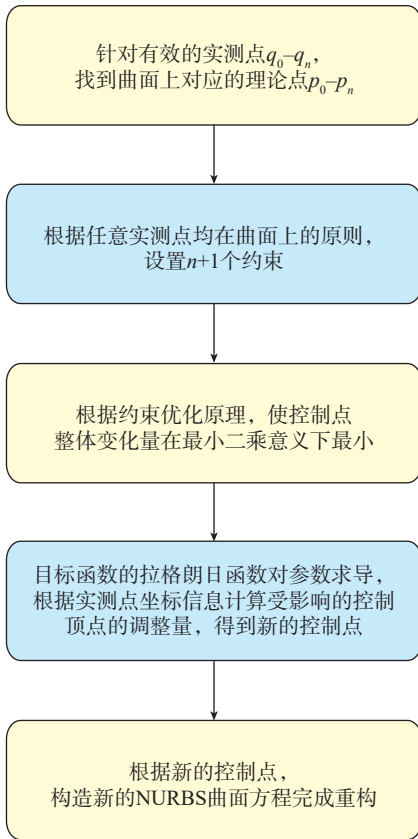 针对有效的实测点q₀–qₙ,
找到曲面上对应的理论点p₀–pₙ
根据任意实测点均在曲面上的原则，
设置n+1个约束
根据约束优化原理，使控制点
整体变化量在最小二乘意义下最小
目标函数的拉格朗日函数对参数求导，
根据实测点坐标信息计算受影响的控制
顶点的调整量，得到新的控制点
根据新的控制点，
构造新的NURBS曲面方程完成重构